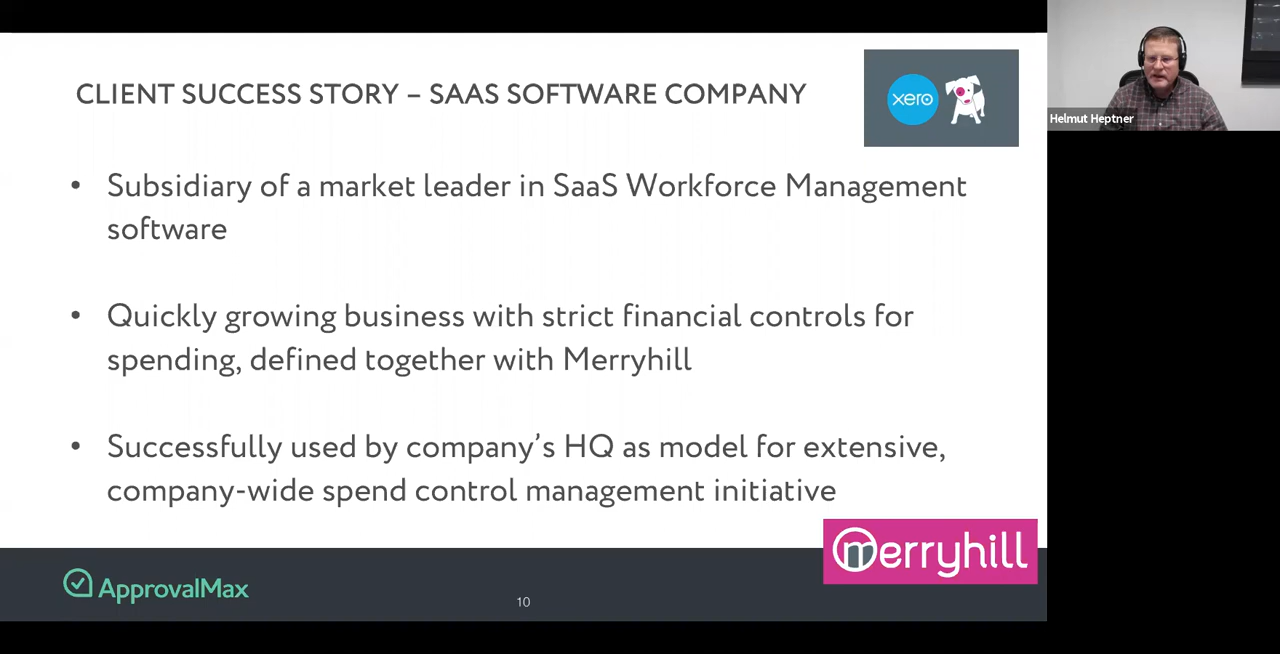 CLIENT SUCCESS STORY – SAAS SOFTWARE COMPANY
xero
Helmut Heptner
• Subsidiary of a market leader in SaaS Workforce Management
software
• Quickly growing business with strict financial controls for
spending, defined together with Merryhill
• Successfully used by company’s HQ as model for extensive,
company-wide spend control management initiative
merryhill
ApprovalMax
10